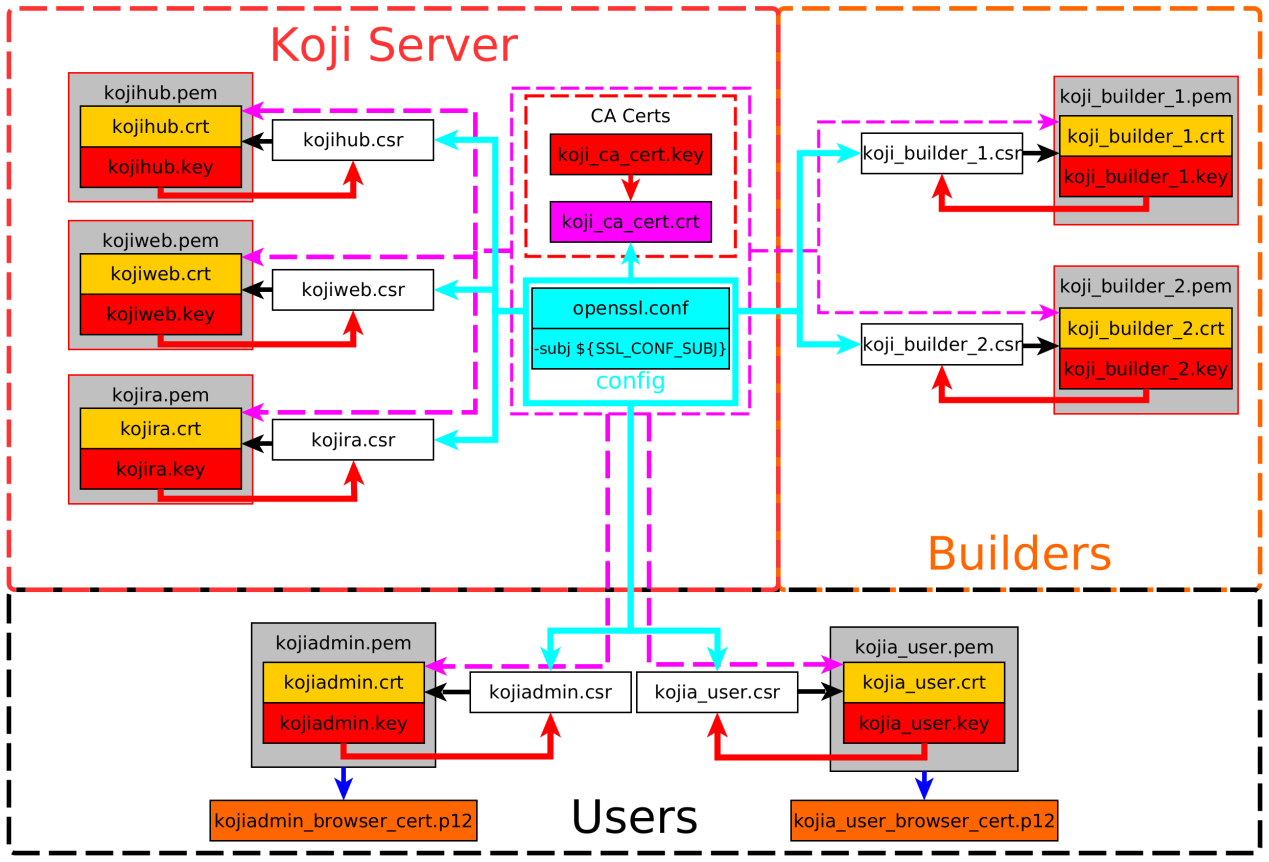 Koji Server
kojihub.pem
kojihub.crt
kojihub.key
kojihub.csr
kojiweb.pem
kojiweb.crt
kojiweb.key
kojiweb.csr
kojira.pem
kojira.crt
kojira.key
kojira.csr
CA Certs
koji_ca_cert.key
koji_ca_cert.crt
openssl.conf
-subj ${SSL_CONF_SUBJ}
config
koji_builder_1.pem
koji_builder_1.crt
koji_builder_1.key
koji_builder_1.csr
koji_builder_2.pem
koji_builder_2.crt
koji_builder_2.key
koji_builder_2.csr
Builders
kojiadmin.pem
kojiadmin.crt
kojiadmin.key
kojiadmin.csr
kojia_user.csr
kojia_user.pem
kojia_user.crt
kojia_user.key
kojiadmin_browser_cert.p12
Users
kojia_user_browser_cert.p12